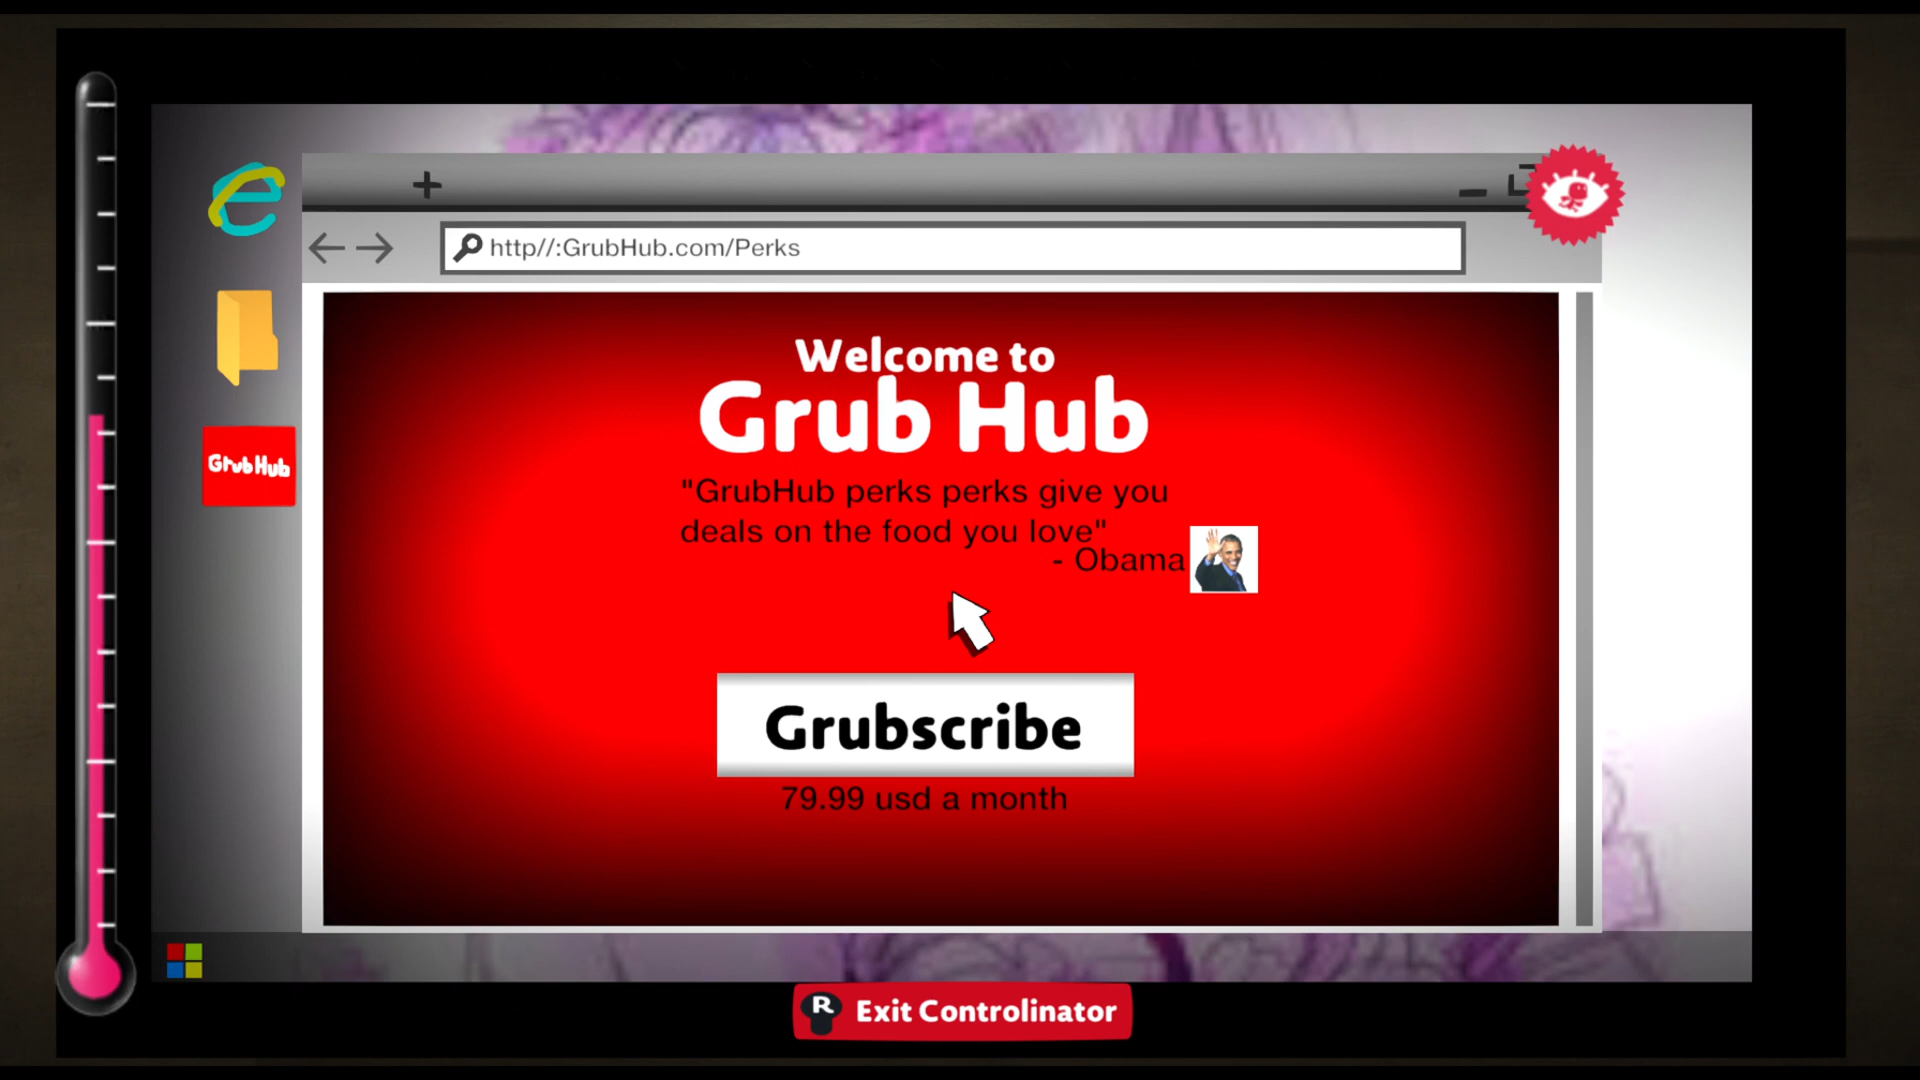 http//:GrubHub.com/Perks
Welcome to
Grub Hub
GrubHub
"GrubHub perks perks give you
deals on the food you love"
- Obama
Grubscribe
79.99 usd a month
R Exit Controlinator